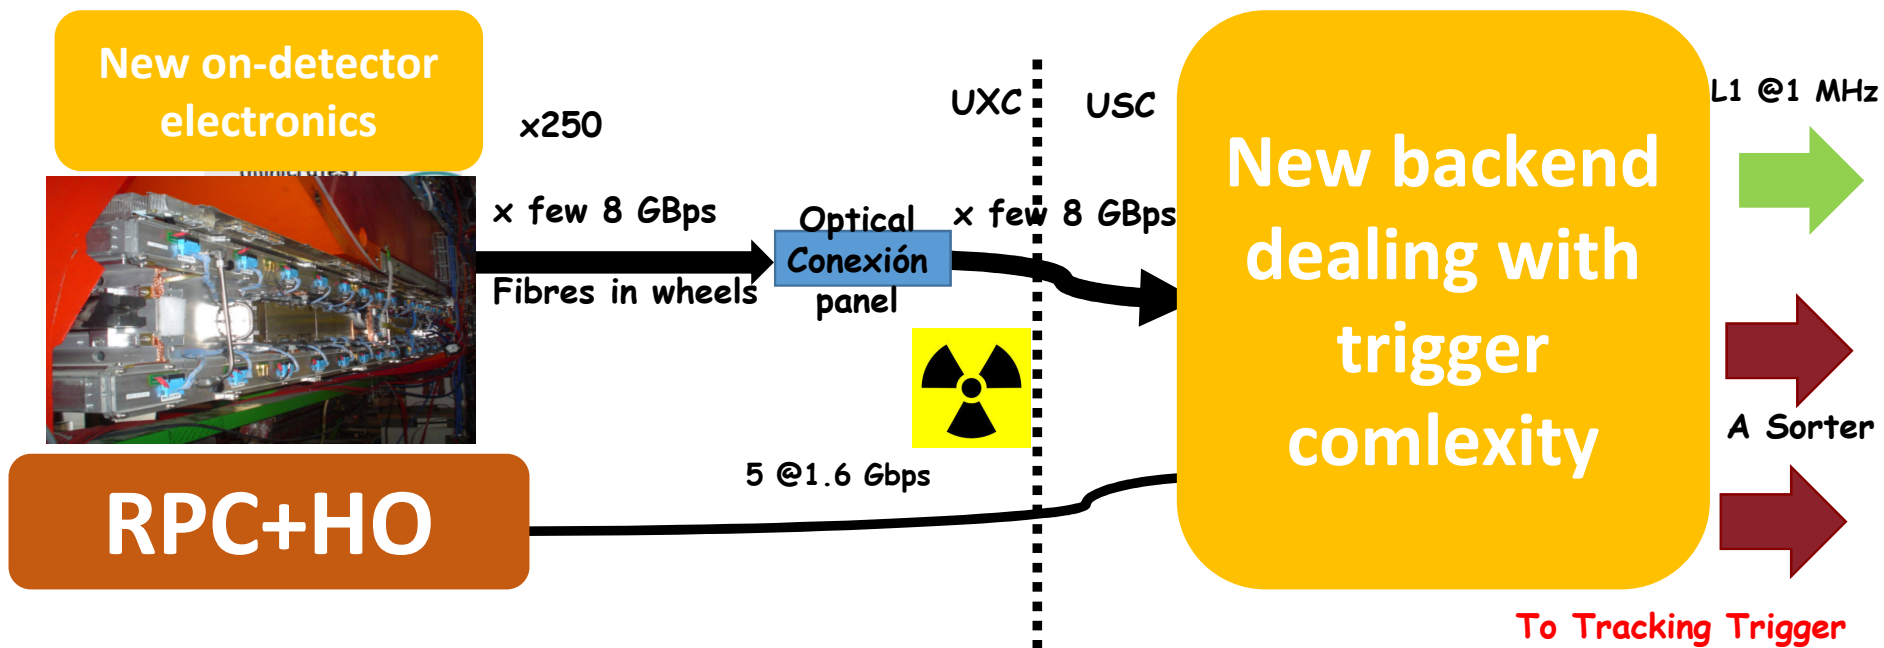 New on-detector
electronics
x250
UXC
USC
L1 @1 MHz
x few 8 GBps
Optical
Conexión
panel
x few 8 GBps
Fibres in wheels
New backend
dealing with
trigger
comlexity
5 @1.6 Gbps
A Sorter
RPC+HO
To Tracking Trigger